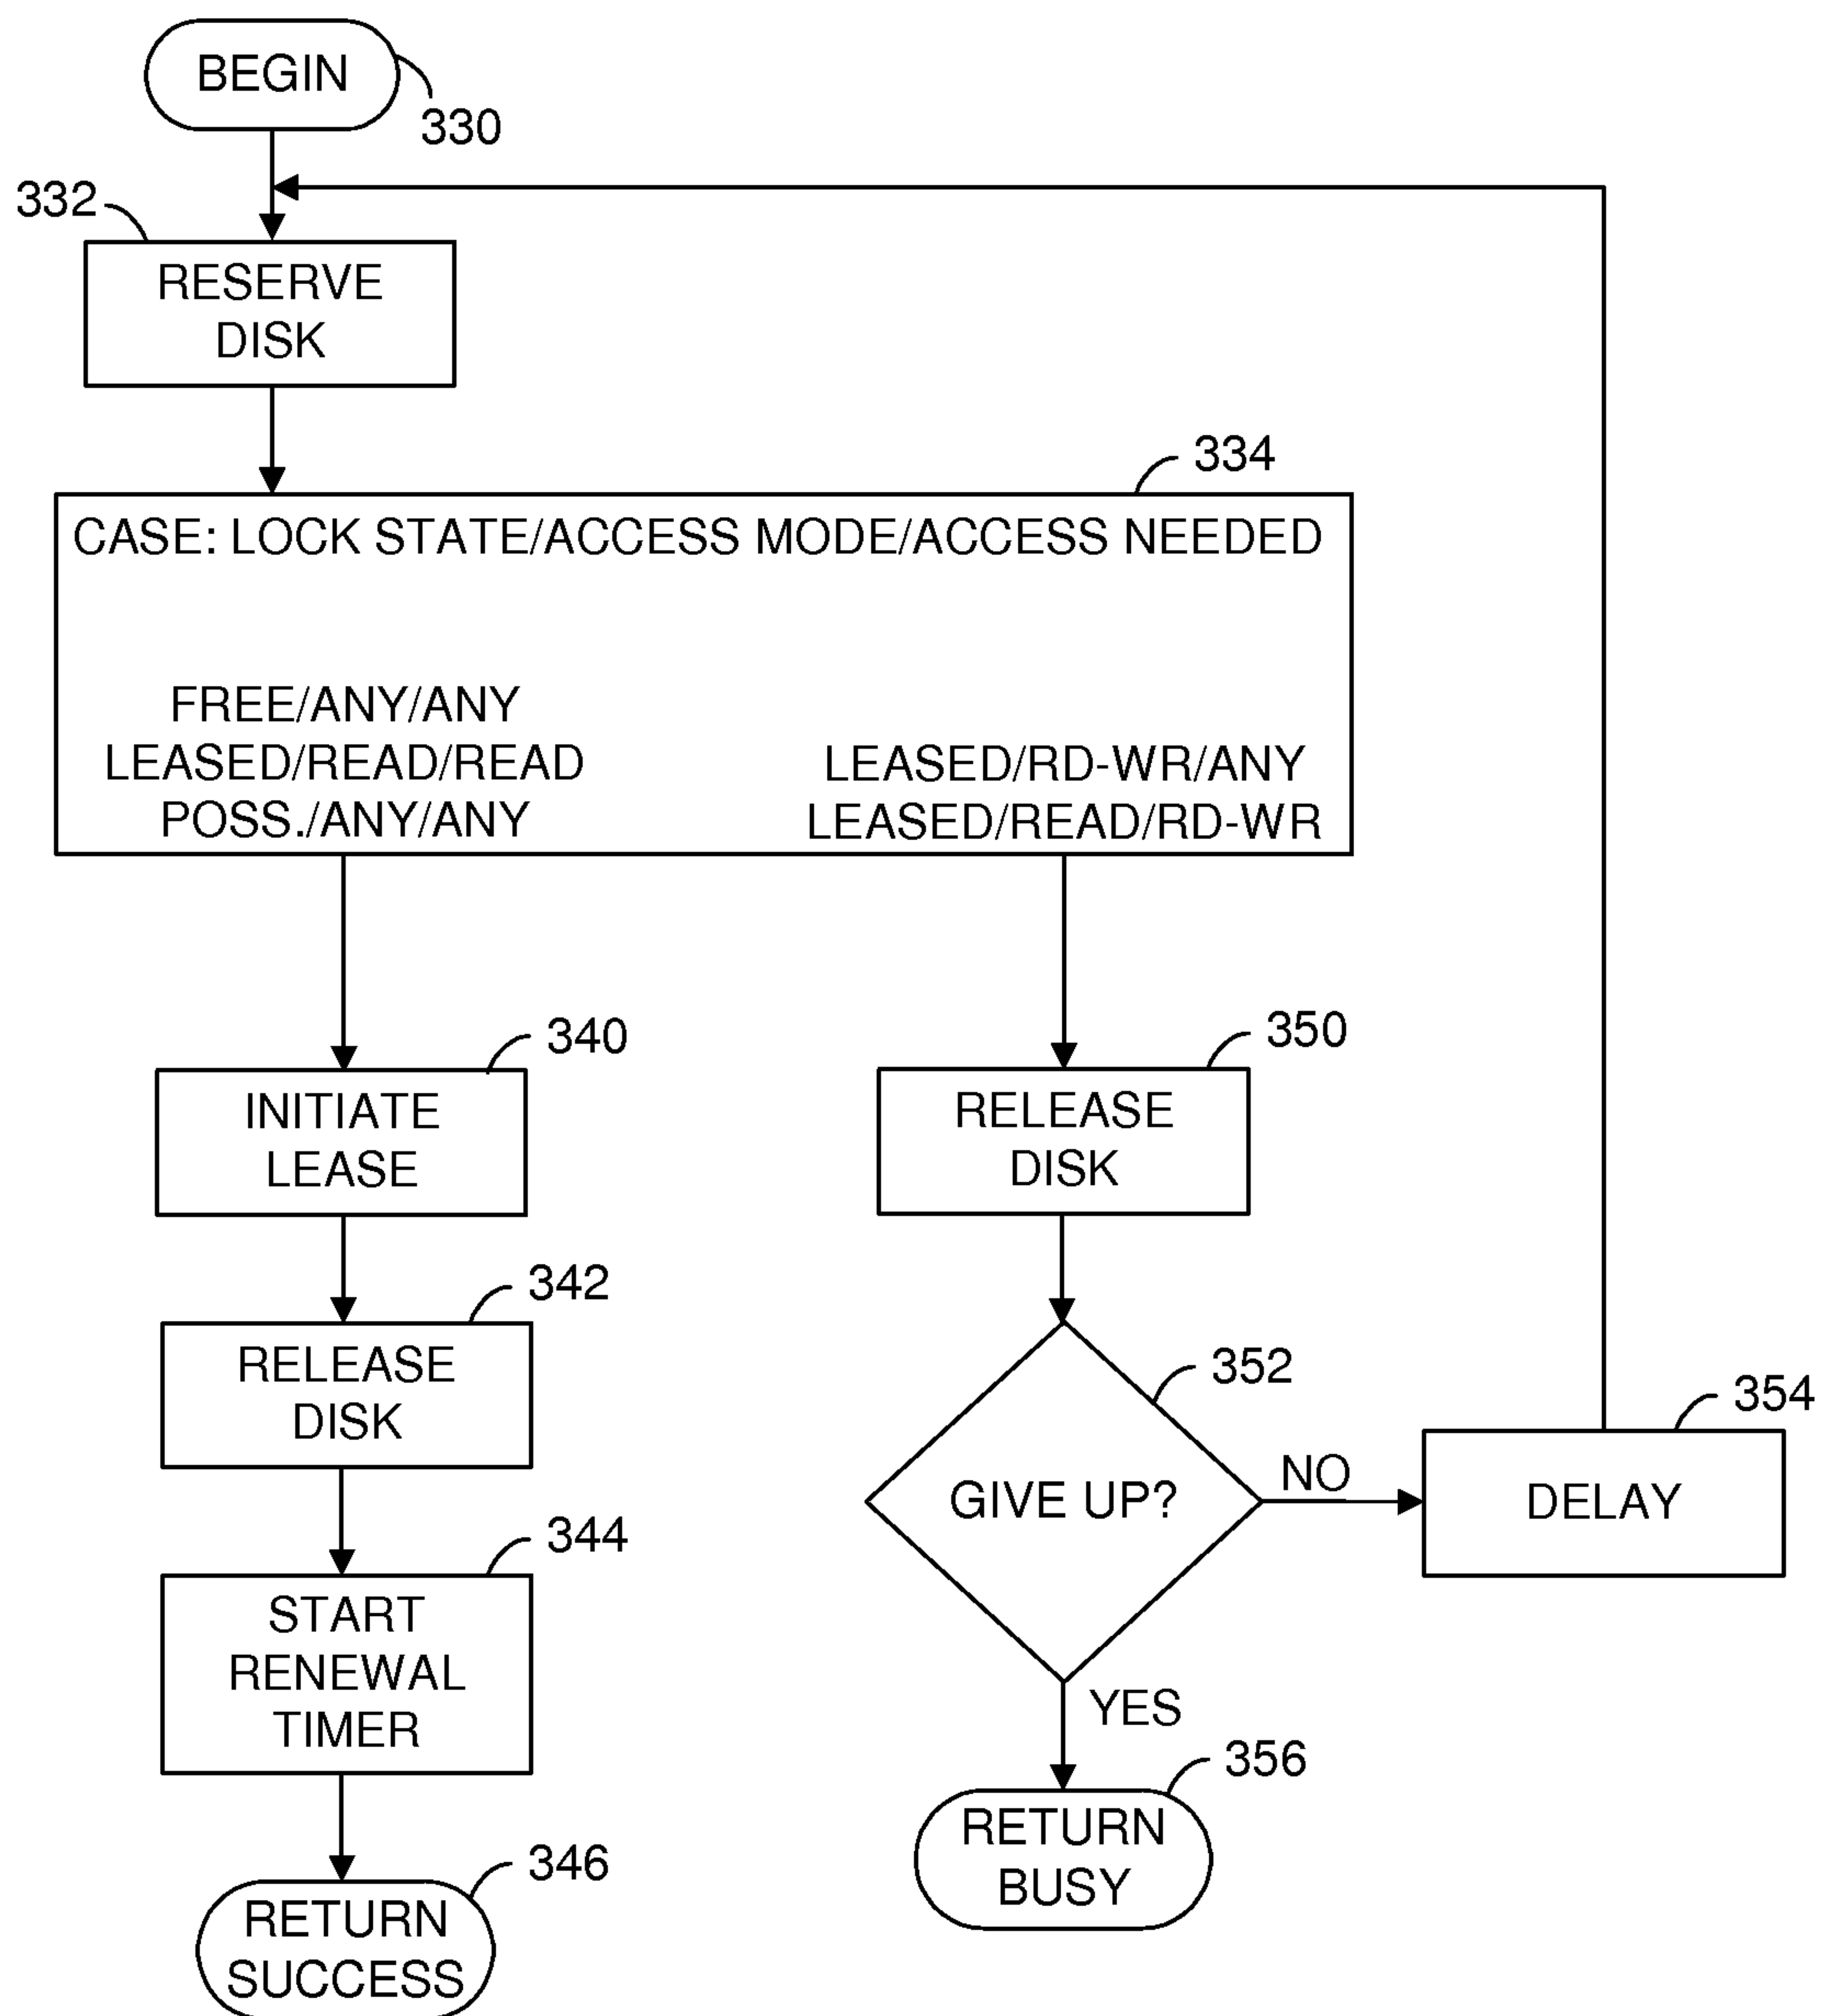 BEGIN
330
332
RESERVE
DISK
334
CASE: LOCK STATE/ACCESS MODE/ACCESS NEEDED
FREE/ANY/ANY
LEASED/READ/READ
POSS./ANY/ANY
LEASED/RD-WR/ANY
LEASED/READ/RD-WR
340
INITIATE
LEASE
342
RELEASE
DISK
344
START
RENEWAL
TIMER
346
RETURN
SUCCESS
350
RELEASE
DISK
352
GIVE UP?
NO
354
DELAY
YES
356
RETURN
BUSY